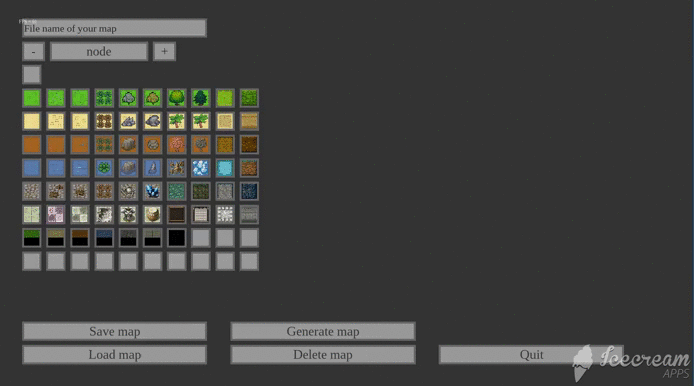 File name of your map
- node +
Save map Generate map
Load map Delete map Quit
Icecream
APPS